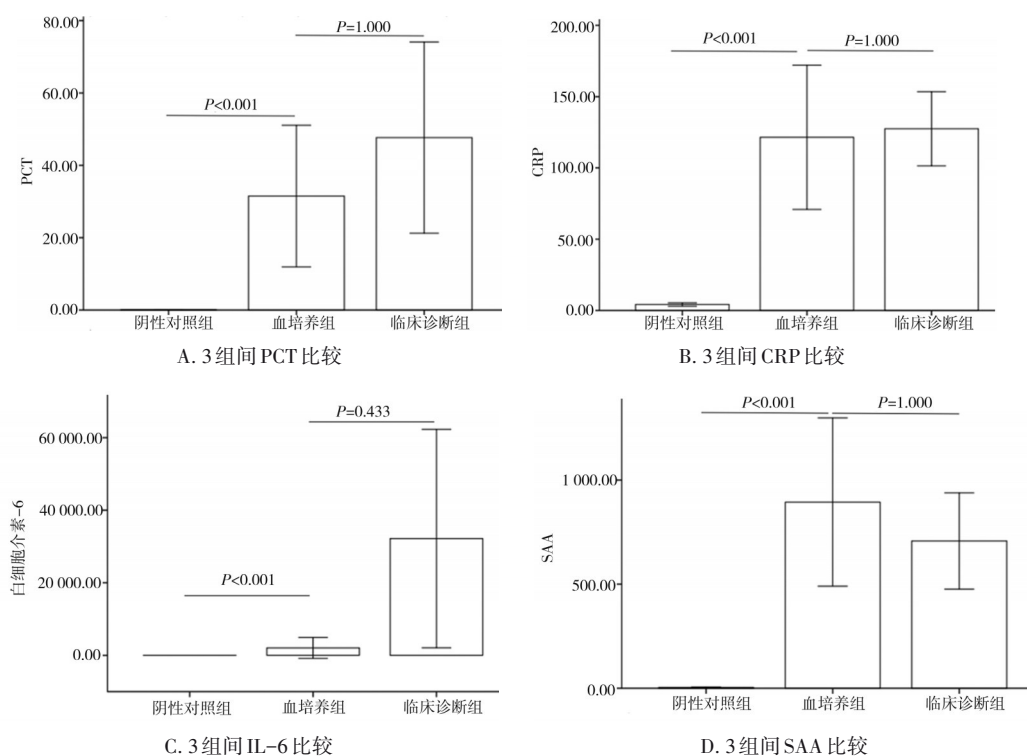 80.00
P=1.000
60.00
P<0.001
PCT
40.00
20.00
0.00
阴性对照组 血培养组 临床诊断组
A. 3组间PCT比较
200.00
P<0.001 P=1.000
150.00
CRP
100.00
50.00
0.00
阴性对照组 血培养组 临床诊断组
B. 3组间CRP比较
P=0.433
60 000.00
40 000.00
白细胞介素-6
P<0.001
20 000.00
0.00
阴性对照组 血培养组 临床诊断组
C. 3组间IL-6比较
P<0.001 P=1.000
1 000.00
SAA
500.00
0.00
阴性对照组 血培养组 临床诊断组
D. 3组间SAA比较